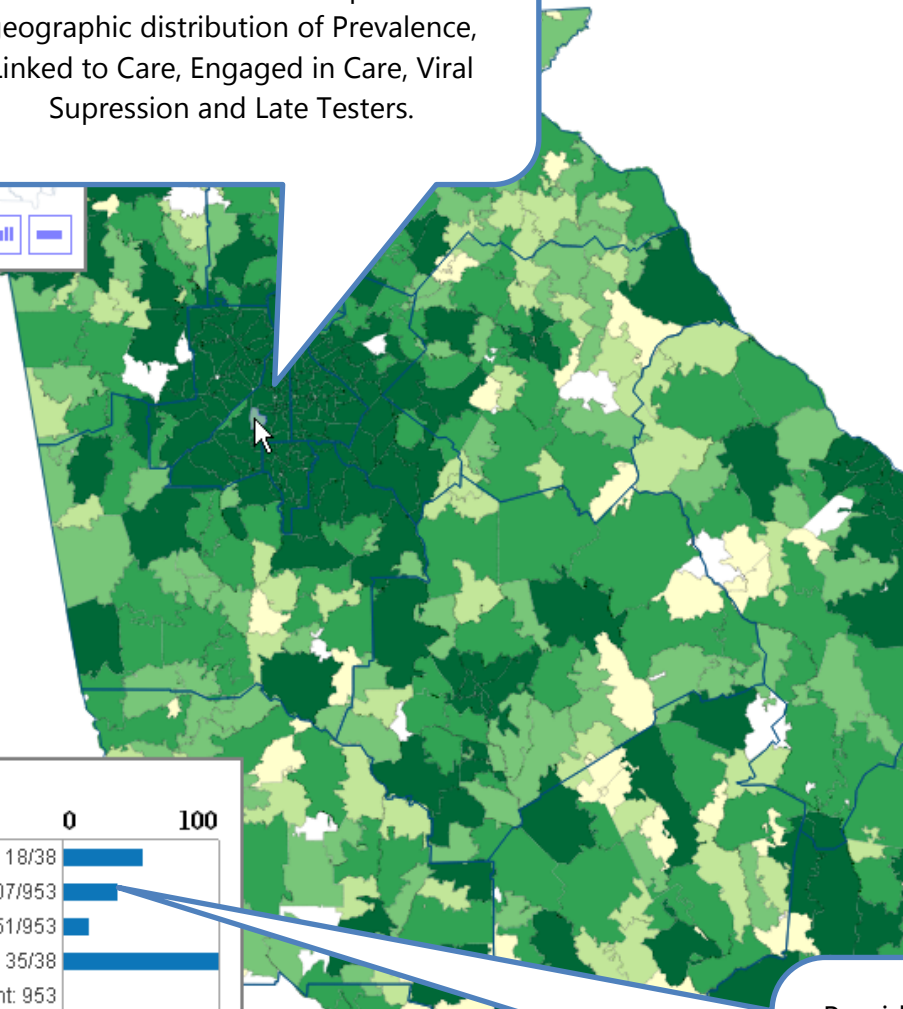 geographic distribution of Prevalence,
Linked to Care, Engaged in Care, Viral
Supression and Late Testers.
0 100
18/38
07/953
51/953
35/38
nt: 953